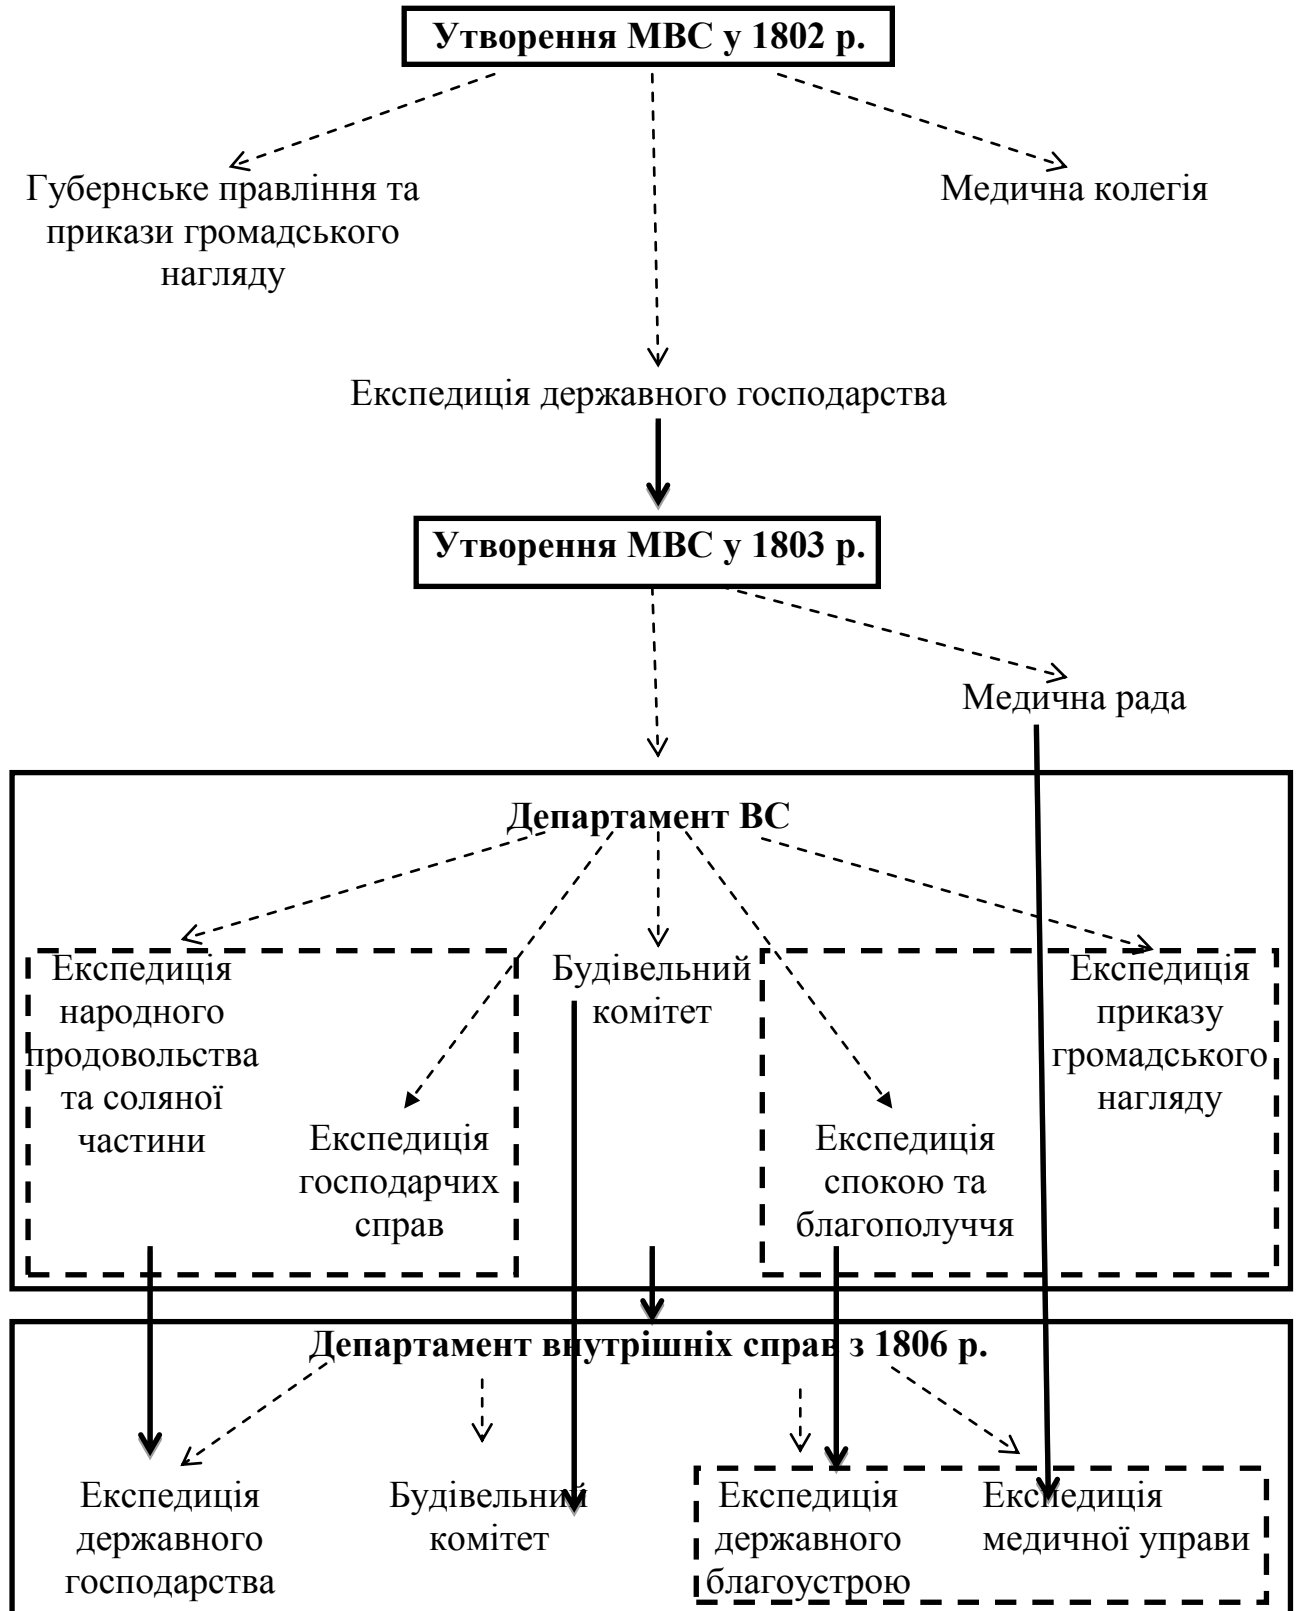 Утворення МВС у 1802 р.
Губернське правління та
прикази громадського
нагляду
Медична колегія
Експедиція державного господарства
Утворення МВС у 1803 р.
Медична рада
Департамент ВС
Експедиція
народного
продовольства
та соляної
частини
Експедиція
господарчих
справ
Будівельний
комітет
Експедиція
спокою та
благополуччя
Експедиція
приказу
громадського
нагляду
Департамент внутрішніх справ з 1806 р.
Експедиція
державного
господарства
Будівельний
комітет
Експедиція
державного
благоустрою
Експедиція
медичної управи